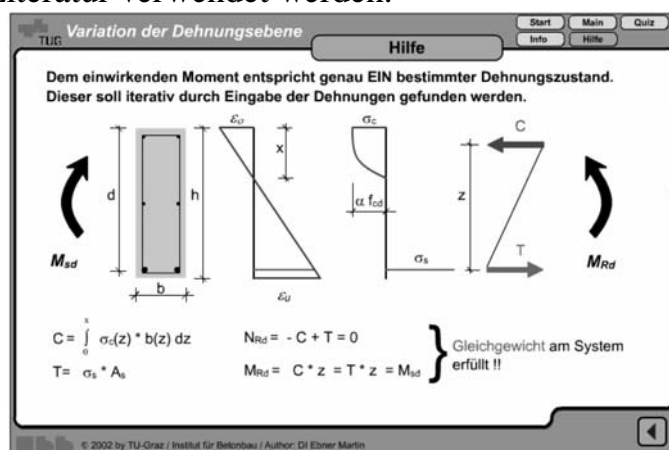 Literatur verwendet werden.
TUG
Variation der Dehnungsebene
Hilfe
Start Main Quiz
Info Hilfe
Dem einwirkenden Moment entspricht genau EIN bestimmter Dehnungszustand.
Dieser soll iterativ durch Eingabe der Dehnungen gefunden werden.
εo
σc
x
C
d
h
α fcd
z
σs
T
Msd
MRd
b
εu
C = ∫₀ˣ σc(z) * b(z) dz
NRd = - C + T = 0
T= σs * As
MRd = C * z = T * z = Msd
Gleichgewicht am System
erfüllt !!
© 2002 by TU-Graz / Institut für Betonbau / Author: DI Ebner Martin